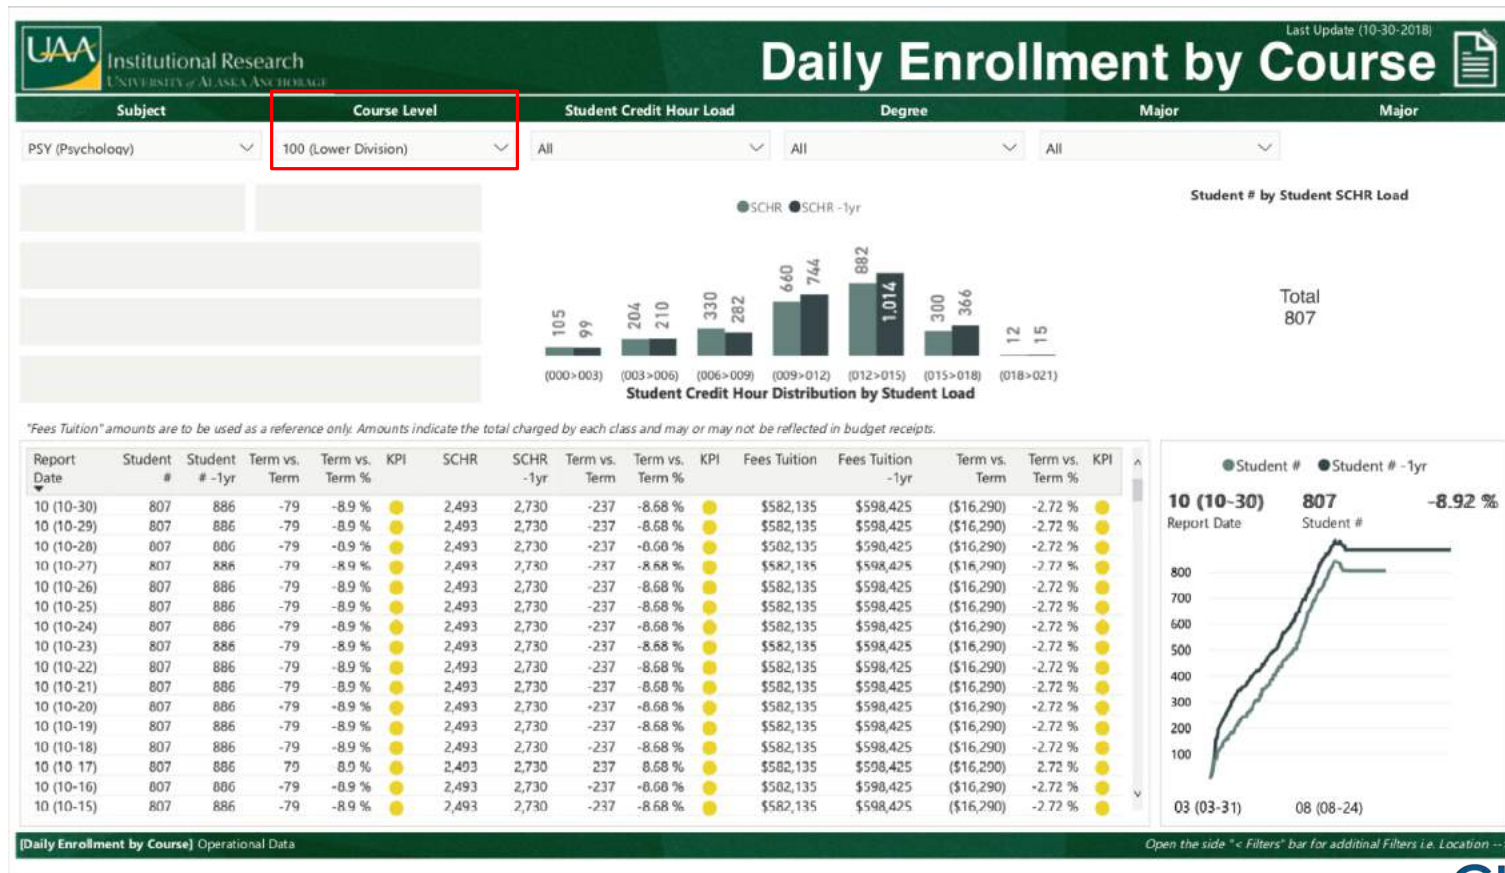 Last Update (10-30-2018)
UAA Institutional Research
UNIVERSITY of ALASKA ANCHORAGE
Daily Enrollment by Course
Subject Course Level Student Credit Hour Load Degree Major Major
PSY (Psychology) 100 (Lower Division) All All All
SCHR SCHR -1yr
Student # by Student SCHR Load
105 99 204 210 330 282 660 744 882 1,014 300 366 12 15
Total
807
(000>003) (003>006) (006>009) (009>012) (012>015) (015>018) (018>021)
Student Credit Hour Distribution by Student Load
"Fees Tuition" amounts are to be used as a reference only. Amounts indicate the total charged by each class and may or may not be reflected in budget receipts.
Report Date Student # Student # -1yr Term vs. Term Term vs. Term % KPI SCHR SCHR -1yr Term vs. Term Term vs. Term % KPI Fees Tuition Fees Tuition -1yr Term vs. Term Term vs. Term % KPI
10 (10-30) 807 886 -79 -8.9 % 2,493 2,730 -237 -8.68 % $582,135 $598,425 ($16,290) -2.72 %
10 (10-29) 807 886 -79 -8.9 % 2,493 2,730 -237 -8.68 % $582,135 $598,425 ($16,290) -2.72 %
10 (10-28) 807 886 -79 -8.9 % 2,493 2,730 -237 -8.68 % $582,135 $598,425 ($16,290) -2.72 %
10 (10-27) 807 886 -79 -8.9 % 2,493 2,730 -237 -8.68 % $582,135 $598,425 ($16,290) -2.72 %
10 (10-26) 807 886 -79 -8.9 % 2,493 2,730 -237 -8.68 % $582,135 $598,425 ($16,290) -2.72 %
10 (10-25) 807 886 -79 -8.9 % 2,493 2,730 -237 -8.68 % $582,135 $598,425 ($16,290) -2.72 %
10 (10-24) 807 886 -79 -8.9 % 2,493 2,730 -237 -8.68 % $582,135 $598,425 ($16,290) -2.72 %
10 (10-23) 807 886 -79 -8.9 % 2,493 2,730 -237 -8.68 % $582,135 $598,425 ($16,290) -2.72 %
10 (10-22) 807 886 -79 -8.9 % 2,493 2,730 -237 -8.68 % $582,135 $598,425 ($16,290) -2.72 %
10 (10-21) 807 886 -79 -8.9 % 2,493 2,730 -237 -8.68 % $582,135 $598,425 ($16,290) -2.72 %
10 (10-20) 807 886 -79 -8.9 % 2,493 2,730 -237 -8.68 % $582,135 $598,425 ($16,290) -2.72 %
10 (10-19) 807 886 -79 -8.9 % 2,493 2,730 -237 -8.68 % $582,135 $598,425 ($16,290) -2.72 %
10 (10-18) 807 886 -79 -8.9 % 2,493 2,730 -237 -8.68 % $582,135 $598,425 ($16,290) -2.72 %
10 (10-17) 807 886 -79 -8.9 % 2,493 2,730 -237 -8.68 % $582,135 $598,425 ($16,290) -2.72 %
10 (10-16) 807 886 -79 -8.9 % 2,493 2,730 -237 -8.68 % $582,135 $598,425 ($16,290) -2.72 %
10 (10-15) 807 886 -79 -8.9 % 2,493 2,730 -237 -8.68 % $582,135 $598,425 ($16,290) -2.72 %
Student # Student # -1yr
10 (10-30) 807 -8.92 %
Report Date Student #
800
700
600
500
400
300
200
100
03 (03-31) 08 (08-24)
[Daily Enrollment by Course] Operational Data
Open the side "< Filters" bar for additinal Filters i.e. Location --